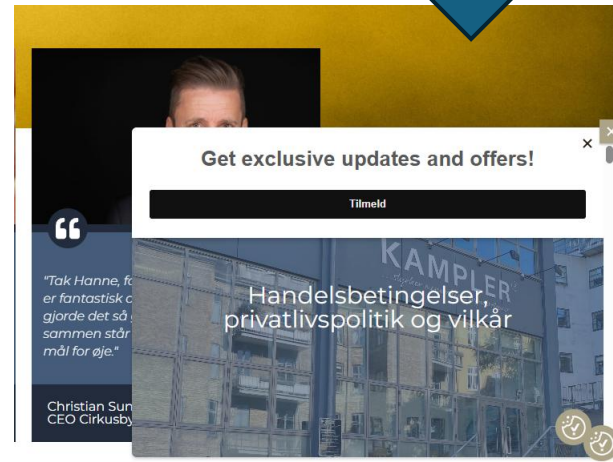 Get exclusive updates and offers!
Tilmeld
KAMPLER
Handelsbetingelser,
privatlivspolitik og vilkår
"Tak Hanne, fo
er fantastisk o
gjorde det så
sammen står
mål for øje."
Christian Sun
CEO Cirkusby